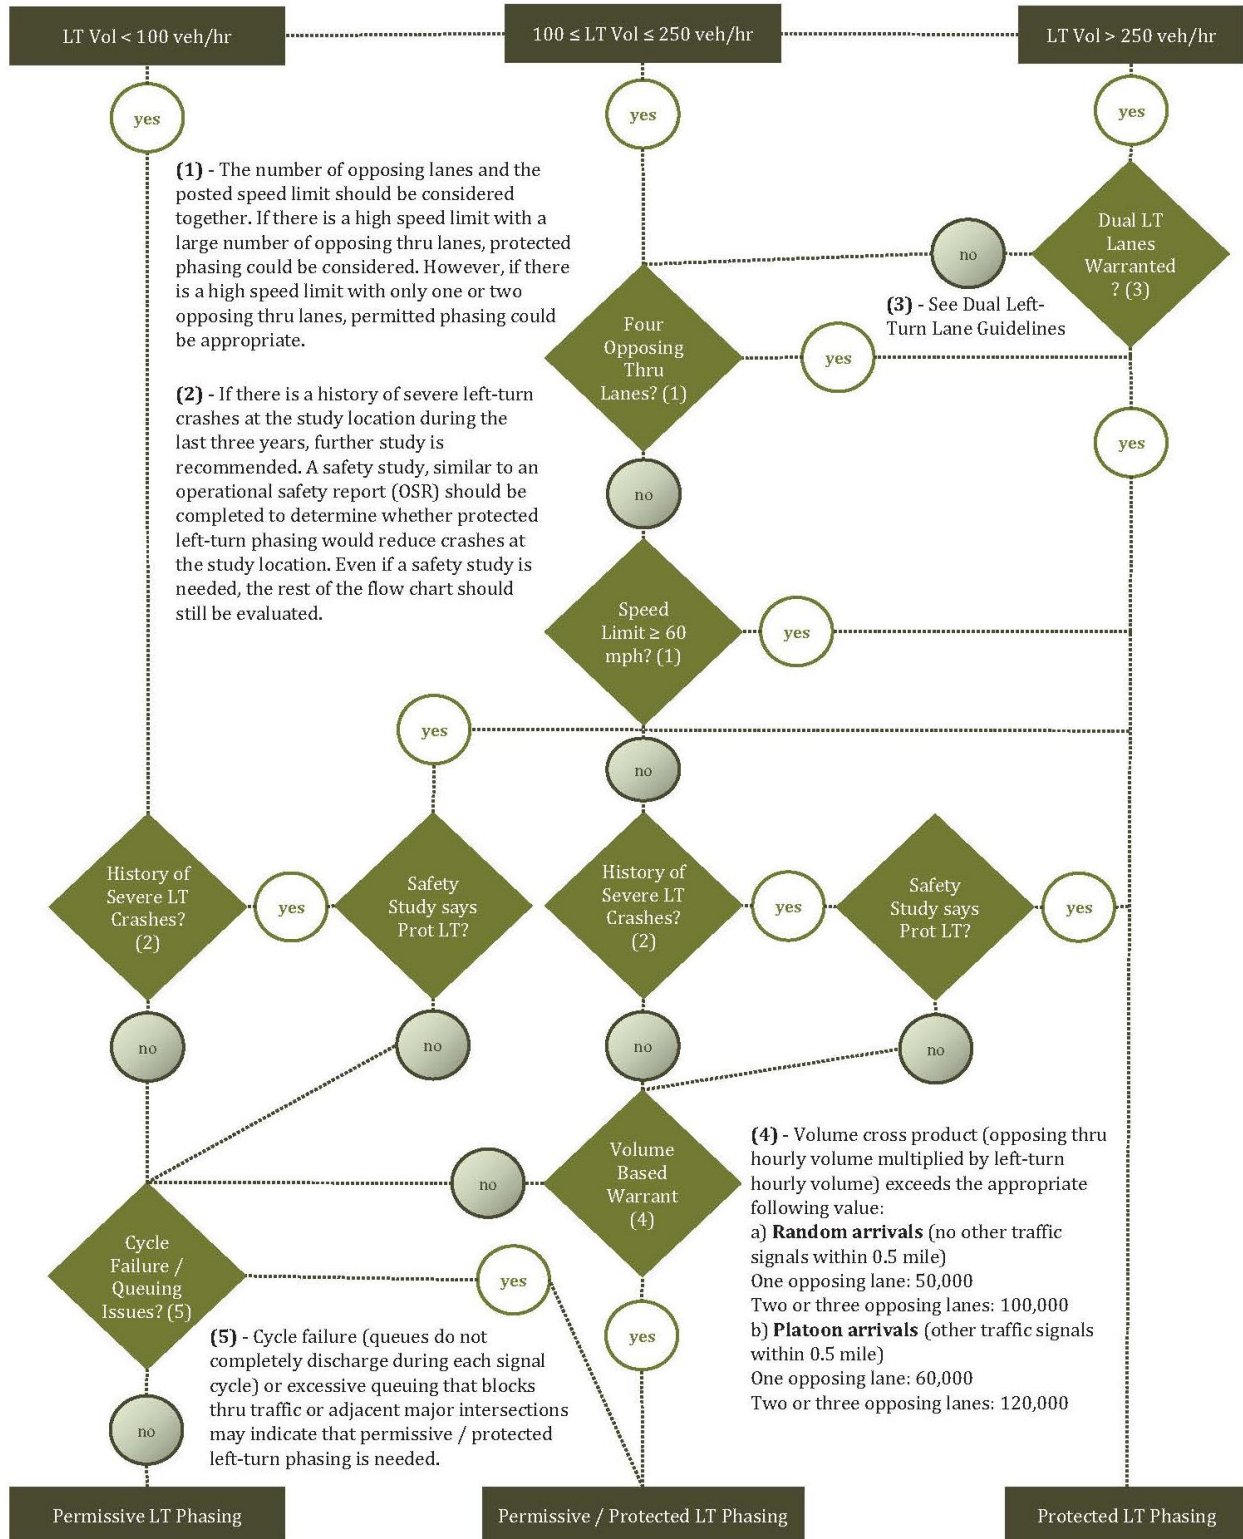 LT Vol < 100 veh/hr
100 ≤ LT Vol ≤ 250 veh/hr
LT Vol > 250 veh/hr
yes
yes
yes
(1) - The number of opposing lanes and the
posted speed limit should be considered
together. If there is a high speed limit with a
large number of opposing thru lanes, protected
phasing could be considered. However, if there
is a high speed limit with only one or two
opposing thru lanes, permitted phasing could
be appropriate.
Dual LT
Lanes
Warranted
? (3)
no
(3) - See Dual Left-
Turn Lane Guidelines
Four
Opposing
Thru
Lanes? (1)
yes
yes
(2) - If there is a history of severe left-turn
crashes at the study location during the
last three years, further study is
recommended. A safety study, similar to an
operational safety report (OSR) should be
completed to determine whether protected
left-turn phasing would reduce crashes at
the study location. Even if a safety study is
needed, the rest of the flow chart should
still be evaluated.
no
Speed
Limit ≥ 60
mph? (1)
yes
yes
no
History of
Severe LT
Crashes?
(2)
yes
Safety
Study says
Prot LT?
History of
Severe LT
Crashes?
(2)
yes
Safety
Study says
Prot LT?
yes
no
no
no
no
Volume
Based
Warrant
(4)
no
(4) - Volume cross product (opposing thru
hourly volume multiplied by left-turn
hourly volume) exceeds the appropriate
following value:
a) Random arrivals (no other traffic
signals within 0.5 mile)
One opposing lane: 50,000
Two or three opposing lanes: 100,000
b) Platoon arrivals (other traffic signals
within 0.5 mile)
One opposing lane: 60,000
Two or three opposing lanes: 120,000
Cycle
Failure /
Queuing
Issues? (5)
yes
yes
(5) - Cycle failure (queues do not
completely discharge during each signal
cycle) or excessive queuing that blocks
thru traffic or adjacent major intersections
may indicate that permissive / protected
left-turn phasing is needed.
no
Permissive LT Phasing
Permissive / Protected LT Phasing
Protected LT Phasing